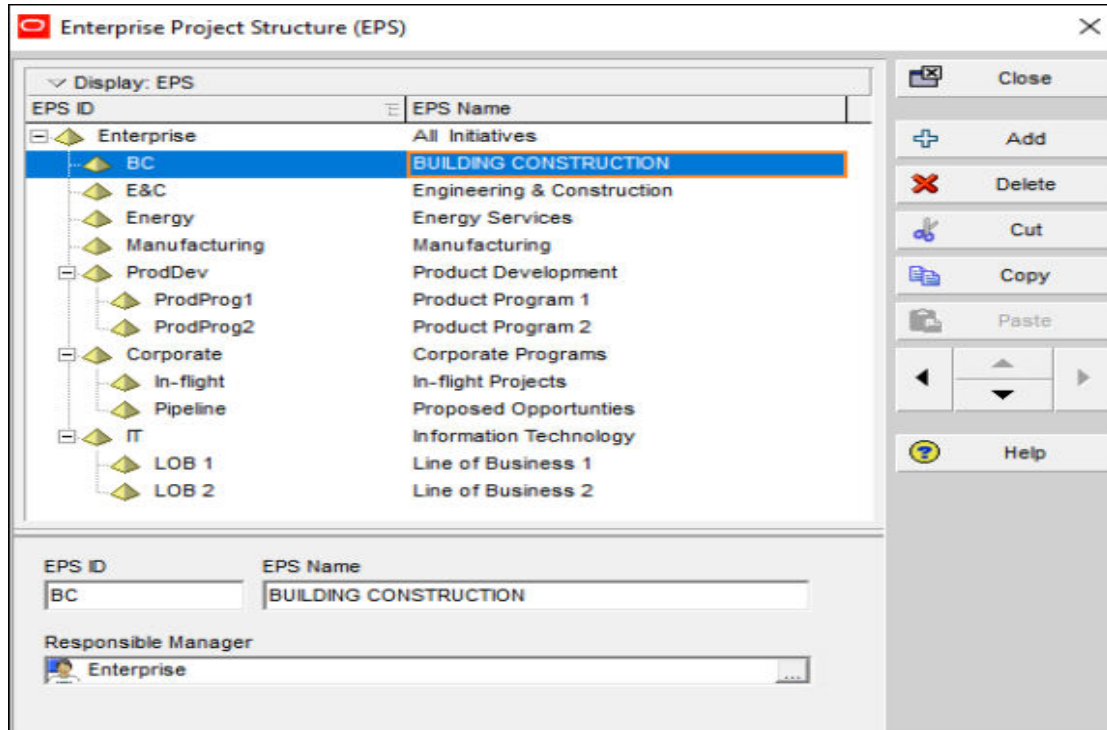 Enterprise Project Structure (EPS)
Display: EPS
EPS ID EPS Name
Enterprise All Initiatives
BC BUILDING CONSTRUCTION
E&C Engineering & Construction
Energy Energy Services
Manufacturing Manufacturing
ProdDev Product Development
ProdProg1 Product Program 1
ProdProg2 Product Program 2
Corporate Corporate Programs
In-flight In-flight Projects
Pipeline Proposed Opportunties
IT Information Technology
LOB 1 Line of Business 1
LOB 2 Line of Business 2
Close
Add
Delete
Cut
Copy
Paste
Help
EPS ID EPS Name
BC BUILDING CONSTRUCTION
Responsible Manager
Enterprise ...